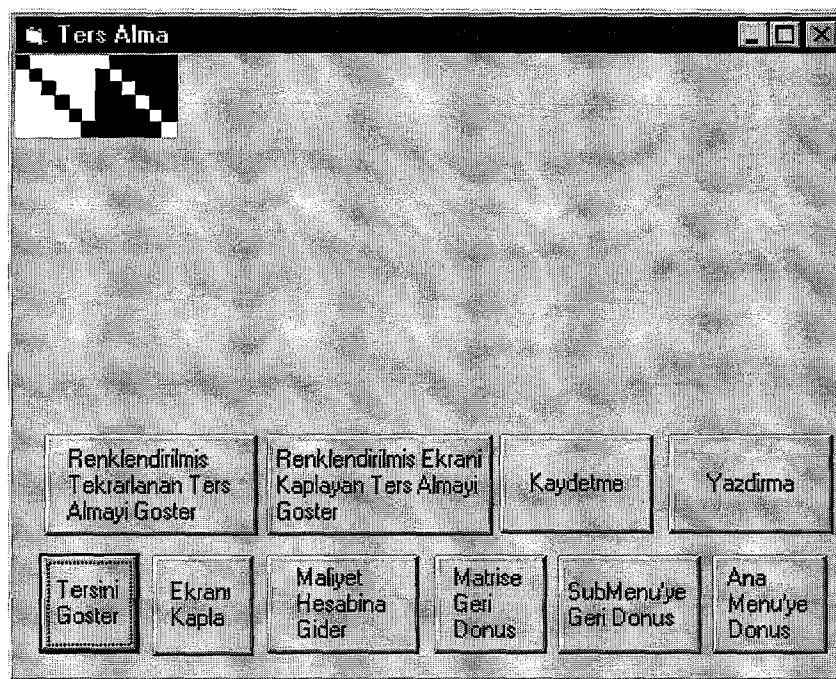 Ters Alma
Renklendirilmis
Tekrarlanan Ters
Almayi Goster
Renklendirilmis Ekrani
Kaplayan Ters Almayi
Goster
Kaydetme
Yazdirma
Tersini
Goster
Ekranı
Kapla
Maliyet
Hesabina
Gider
Matrise
Geri
Donus
SubMenu'ye
Geri Donus
Ana
Menu'ye
Donus